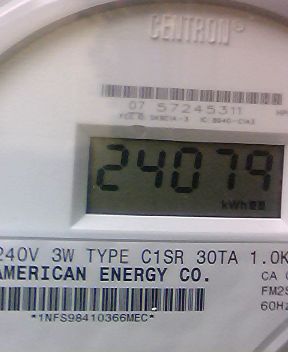 CENTRON®
07 57245311
24079
kWh
240V 3W TYPE C1SR 30TA 1.0K
AMERICAN ENERGY CO.
CA
FM2S
60Hz
*1NFS98410366MEC*